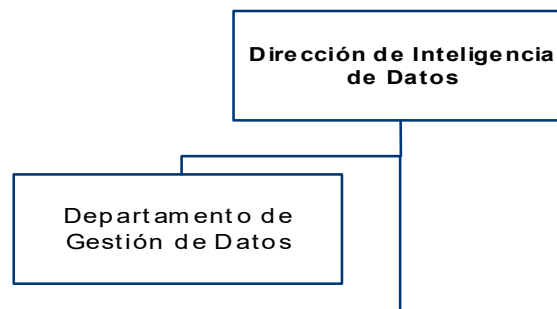 Dirección de Inteligencia
de Datos
Departamento de
Gestión de Datos